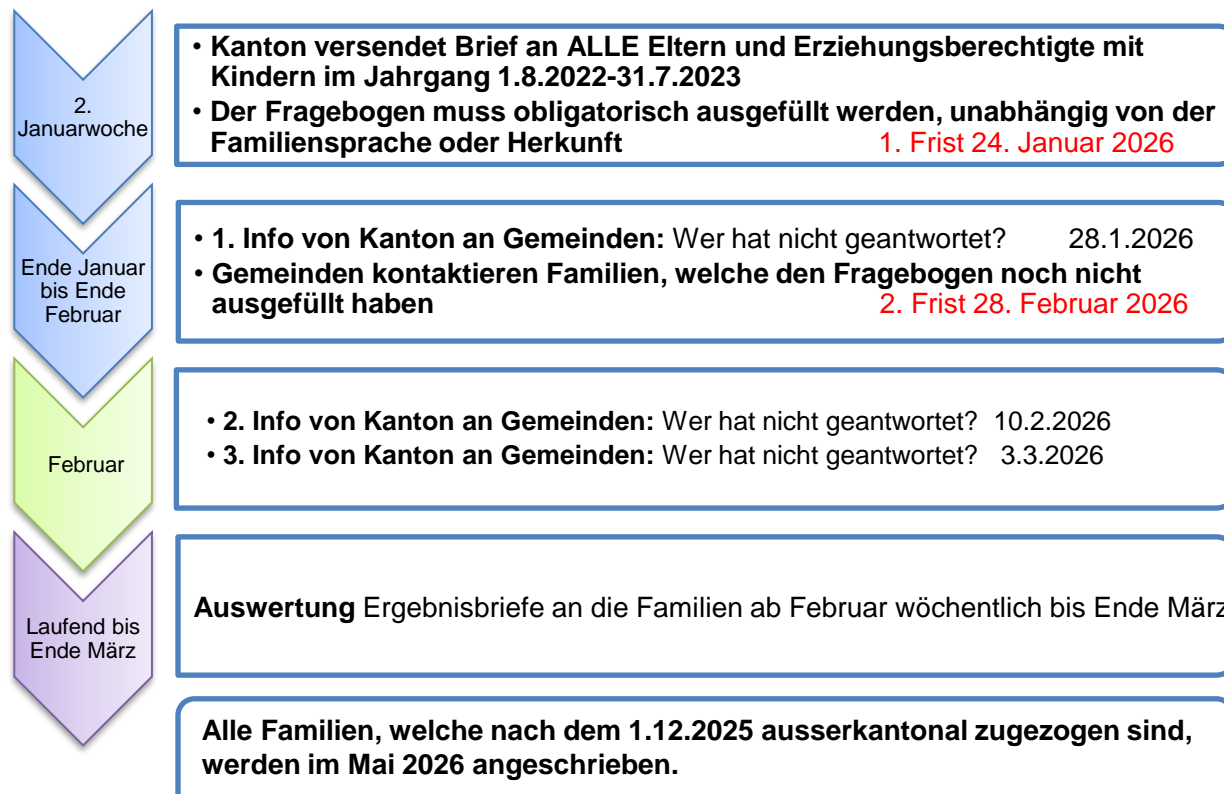 2.
Januarwoche
• Kanton versendet Brief an ALLE Eltern und Erziehungsberechtigte mit
Kindern im Jahrgang 1.8.2022-31.7.2023
• Der Fragebogen muss obligatorisch ausgefüllt werden, unabhängig von der
Familiensprache oder Herkunft 1. Frist 24. Januar 2026
Ende Januar
bis Ende
Februar
• 1. Info von Kanton an Gemeinden: Wer hat nicht geantwortet? 28.1.2026
• Gemeinden kontaktieren Familien, welche den Fragebogen noch nicht
ausgefüllt haben 2. Frist 28. Februar 2026
Februar
• 2. Info von Kanton an Gemeinden: Wer hat nicht geantwortet? 10.2.2026
• 3. Info von Kanton an Gemeinden: Wer hat nicht geantwortet? 3.3.2026
Laufend bis
Ende März
Auswertung Ergebnisbriefe an die Familien ab Februar wöchentlich bis Ende März
Alle Familien, welche nach dem 1.12.2025 ausserkantonal zugezogen sind,
werden im Mai 2026 angeschrieben.